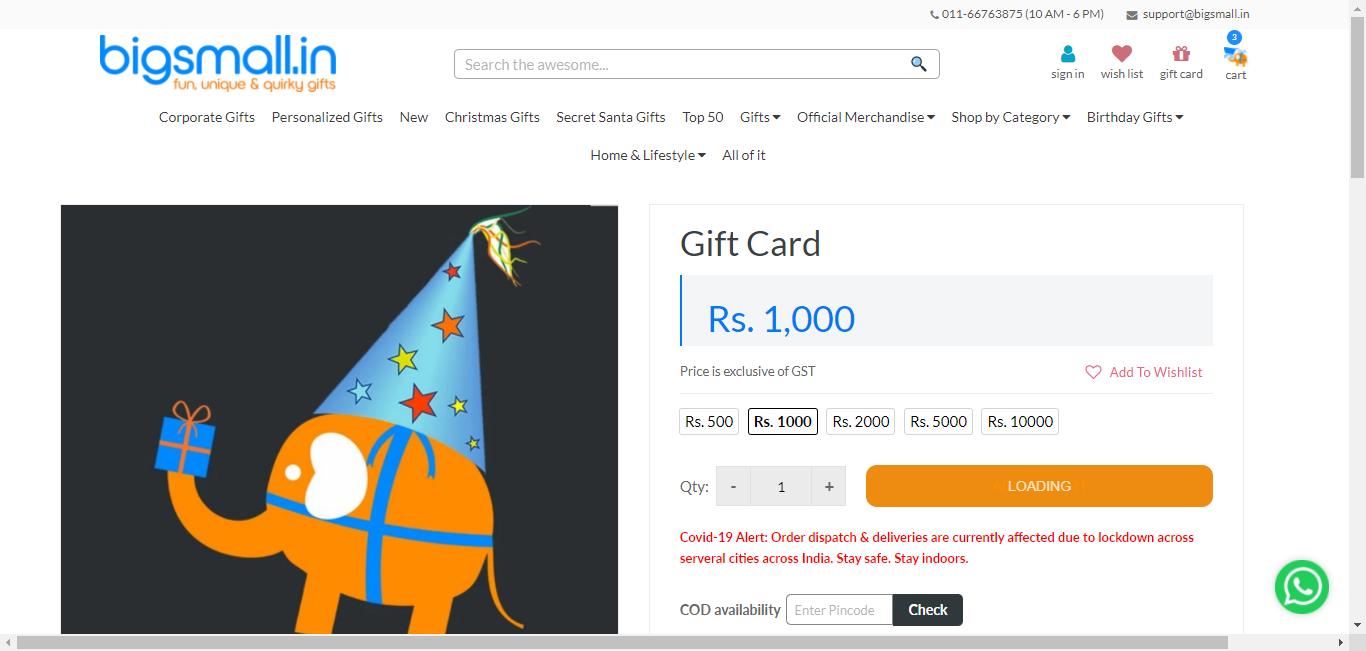 011-66763875 (10 AM - 6 PM) support@bigsmall.in
bigsmall.in
fun, unique & quirky gifts
Search the awesome...
3
sign in wish list gift card cart
Corporate Gifts Personalized Gifts New Christmas Gifts Secret Santa Gifts Top 50 Gifts Official Merchandise Shop by Category Birthday Gifts
Home & Lifestyle All of it
Gift Card
Rs. 1,000
Price is exclusive of GST Add To Wishlist
Rs. 500 Rs. 1000 Rs. 2000 Rs. 5000 Rs. 10000
Qty: - 1 + LOADING
Covid-19 Alert: Order dispatch & deliveries are currently affected due to lockdown across
serveral cities across India. Stay safe. Stay indoors.
COD availability Enter Pincode Check